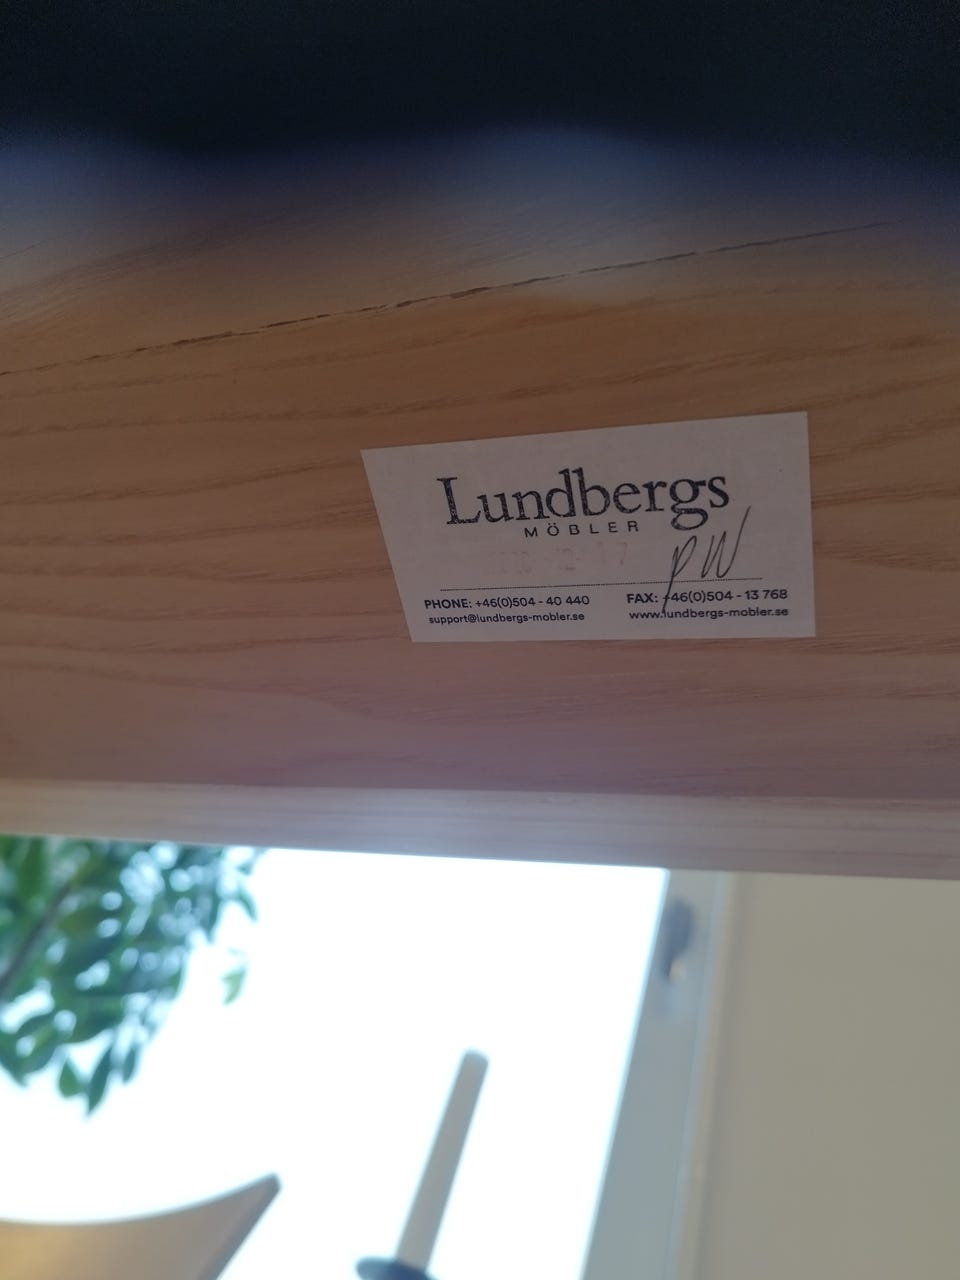 Lundbergs
MÖBLER
PW
PHONE: +46(0)504 - 40 440 FAX: +46(0)504 - 13 768
support@lundbergs-mobler.se www.lundbergs-mobler.se